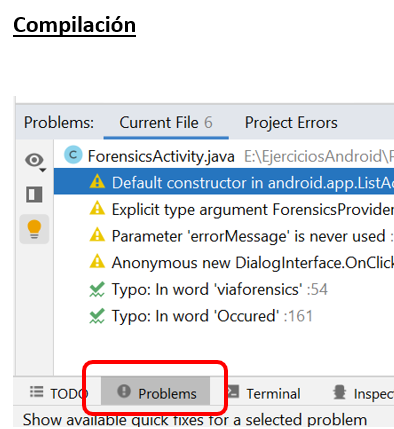 Compilación
Problems: Current File 6 Project Errors
ForensicsActivity.java E:\EjerciciosAndroid\
Default constructor in android.app.ListA
Explicit type argument ForensicsProvider
Parameter 'errorMessage' is never used :
Anonymous new DialogInterface.OnClick
Typo: In word 'viaforensics' :54
Typo: In word 'Occured' :161
TODO Problems Terminal Inspec
Show available quick fixes for a selected problem